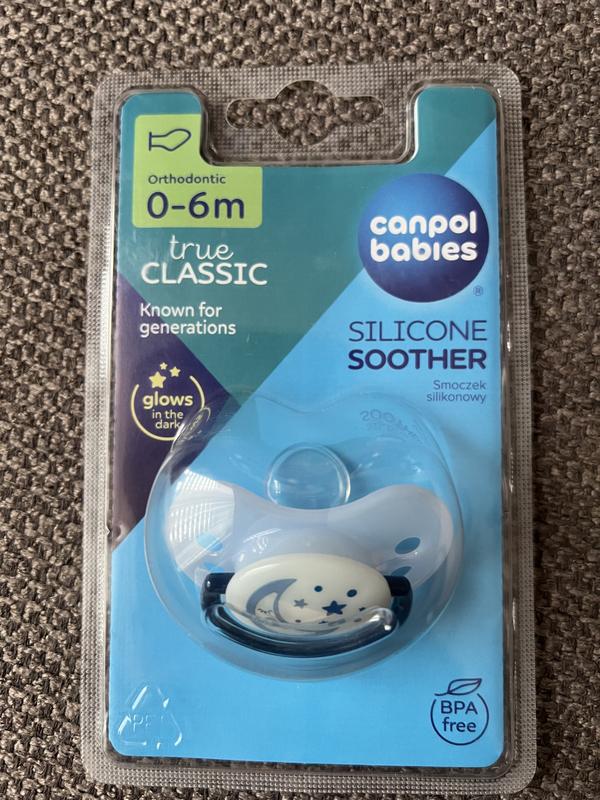 Orthodontic
0-6m
true
CLASSIC
Known for
generations
glows
in the
dark
canpol
babies
®
SILICONE
SOOTHER
Smoczek
silikonowy
BPA
free